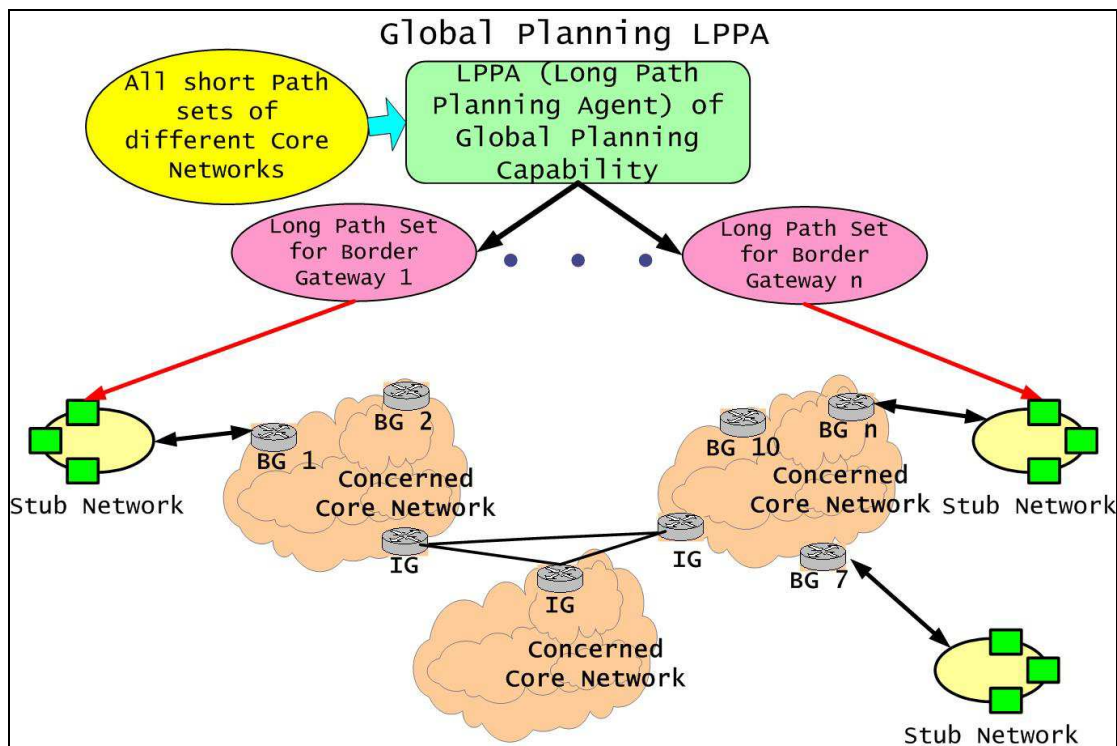 Global Planning LPPA
All short Path
sets of
different Core
Networks
LPPA (Long Path
Planning Agent) of
Global Planning
Capability
Long Path Set
for Border
Gateway 1
Long Path Set
for Border
Gateway n
BG 2
BG 1
Concerned
Core Network
IG
Stub Network
BG n
BG 10
Concerned
Core Network
IG
BG 7
Stub Network
IG
Concerned
Core Network
Stub Network